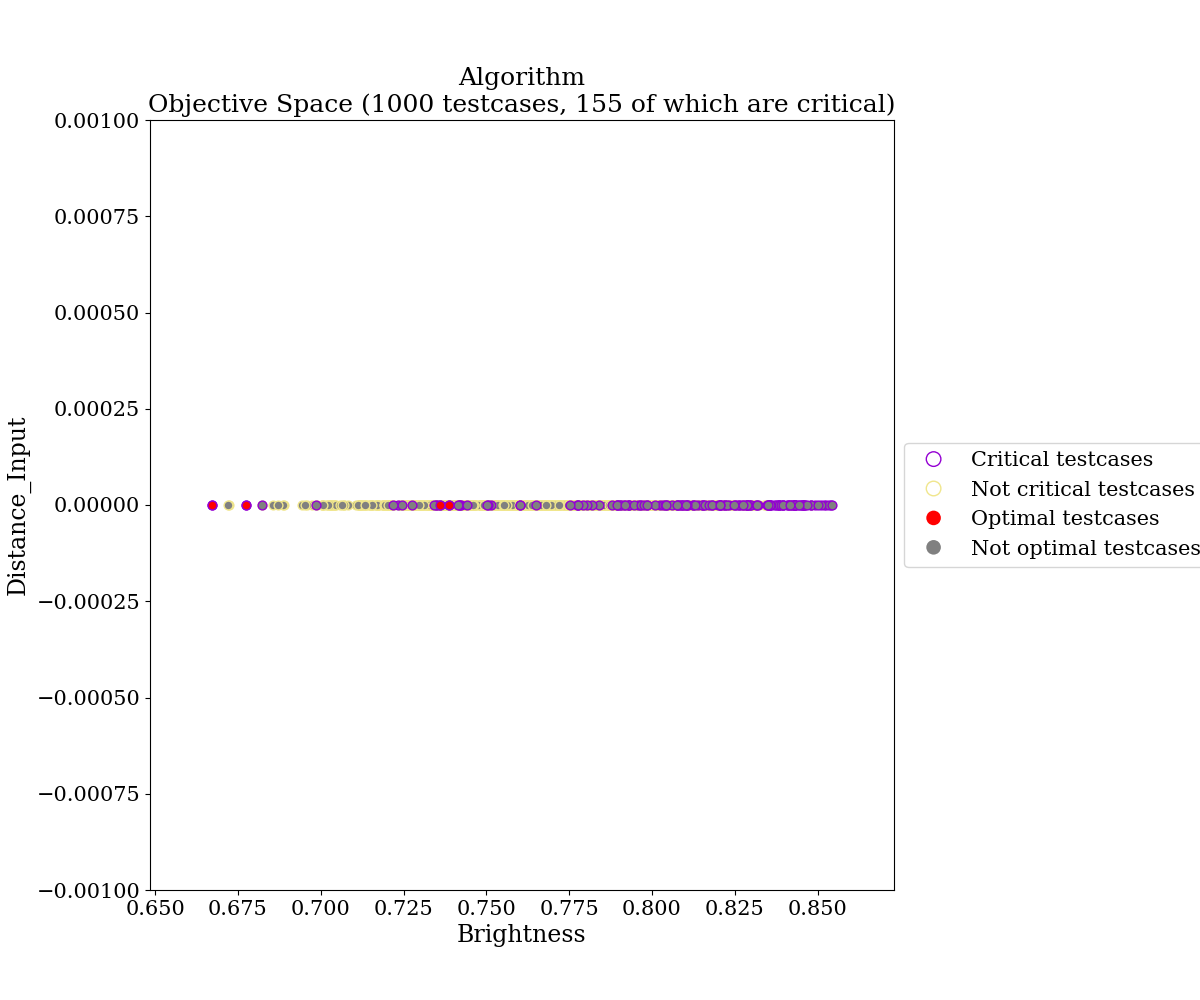 Algorithm
Objective Space (1000 testcases, 155 of which are critical)
0.00100
0.00075
0.00050
0.00025
0.00000
−0.00025
−0.00050
−0.00075
−0.00100
Distance_Input
0.650 0.675 0.700 0.725 0.750 0.775 0.800 0.825 0.850
Brightness
Critical testcases
Not critical testcases
Optimal testcases
Not optimal testcases